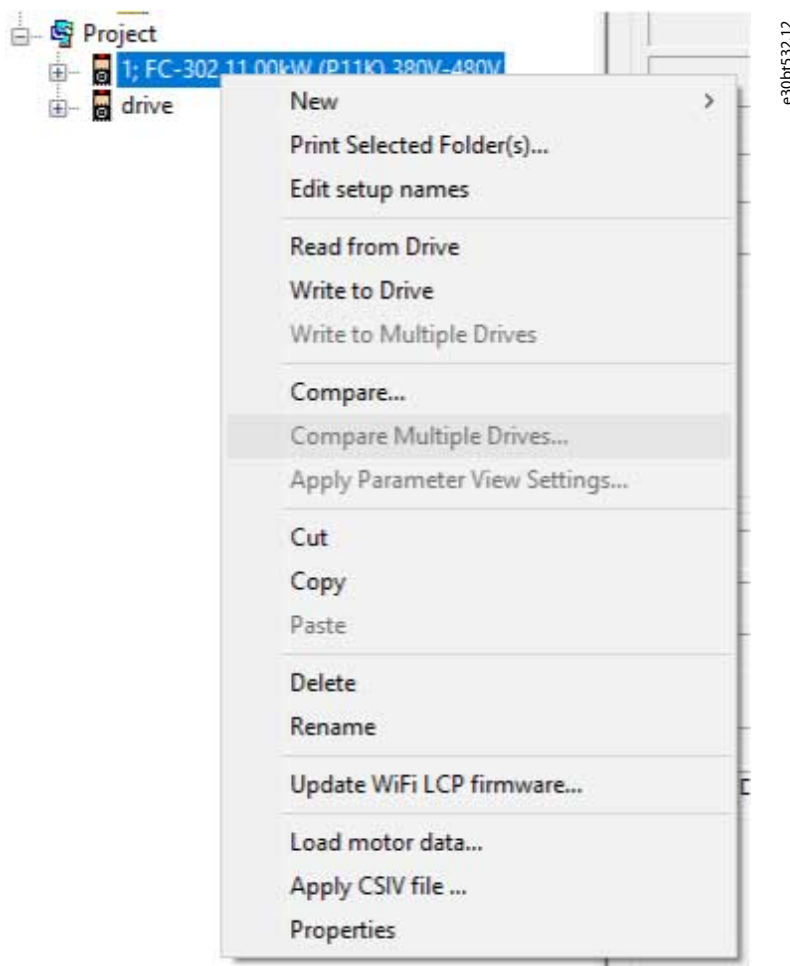 Project
1; FC-302 11.00kW (P11K) 380V-480V
drive
New
Print Selected Folder(s)...
Edit setup names
Read from Drive
Write to Drive
Write to Multiple Drives
Compare...
Compare Multiple Drives...
Apply Parameter View Settings...
Cut
Copy
Paste
Delete
Rename
Update WiFi LCP firmware...
Load motor data...
Apply CSIV file ...
Properties
e30bt532.12